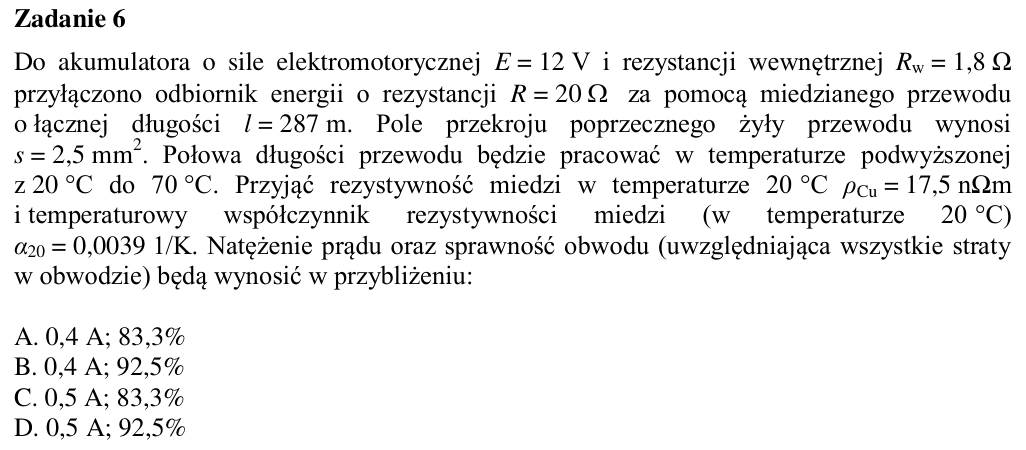 Zadanie 6
Do akumulatora o sile elektromotorycznej E = 12 V i rezystancji wewnętrznej Rw = 1,8 Ω
przyłączono odbiornik energii o rezystancji R = 20 Ω za pomocą miedzianego przewodu
o łącznej długości l = 287 m. Pole przekroju poprzecznego żyły przewodu wynosi
s = 2,5 mm². Połowa długości przewodu będzie pracować w temperaturze podwyższonej
z 20 °C do 70 °C. Przyjąć rezystywność miedzi w temperaturze 20 °C ρCu = 17,5 nΩm
i temperaturowy współczynnik rezystywności miedzi (w temperaturze 20 °C)
α20 = 0,0039 1/K. Natężenie prądu oraz sprawność obwodu (uwzględniająca wszystkie straty
w obwodzie) będą wynosić w przybliżeniu:
A. 0,4 A; 83,3%
B. 0,4 A; 92,5%
C. 0,5 A; 83,3%
D. 0,5 A; 92,5%